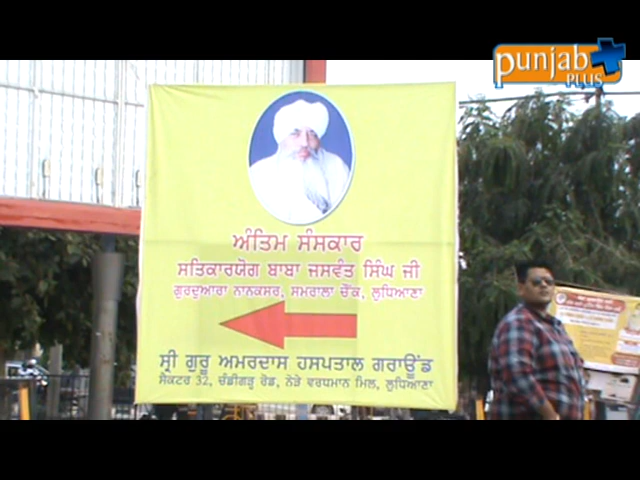 punjab
PLUS
ਅੰਤਿਮ ਸੰਸਕਾਰ
ਸਤਿਕਾਰਯੋਗ ਬਾਬਾ ਜਸਵੰਤ ਸਿੰਘ ਜੀ
ਗੁਰਦੁਆਰਾ ਨਾਨਕਸਰ, ਸਮਰਾਲਾ ਚੌਂਕ, ਲੁਧਿਆਣਾ
ਸ੍ਰੀ ਗੁਰੂ ਅਮਰਦਾਸ ਹਸਪਤਾਲ ਗਰਾਊਂਡ
ਸੈਕਟਰ 32, ਚੰਡੀਗੜ੍ਹ ਰੋਡ, ਨੇੜੇ ਵਰਧਮਾਨ ਮਿਲ, ਲੁਧਿਆਣਾ